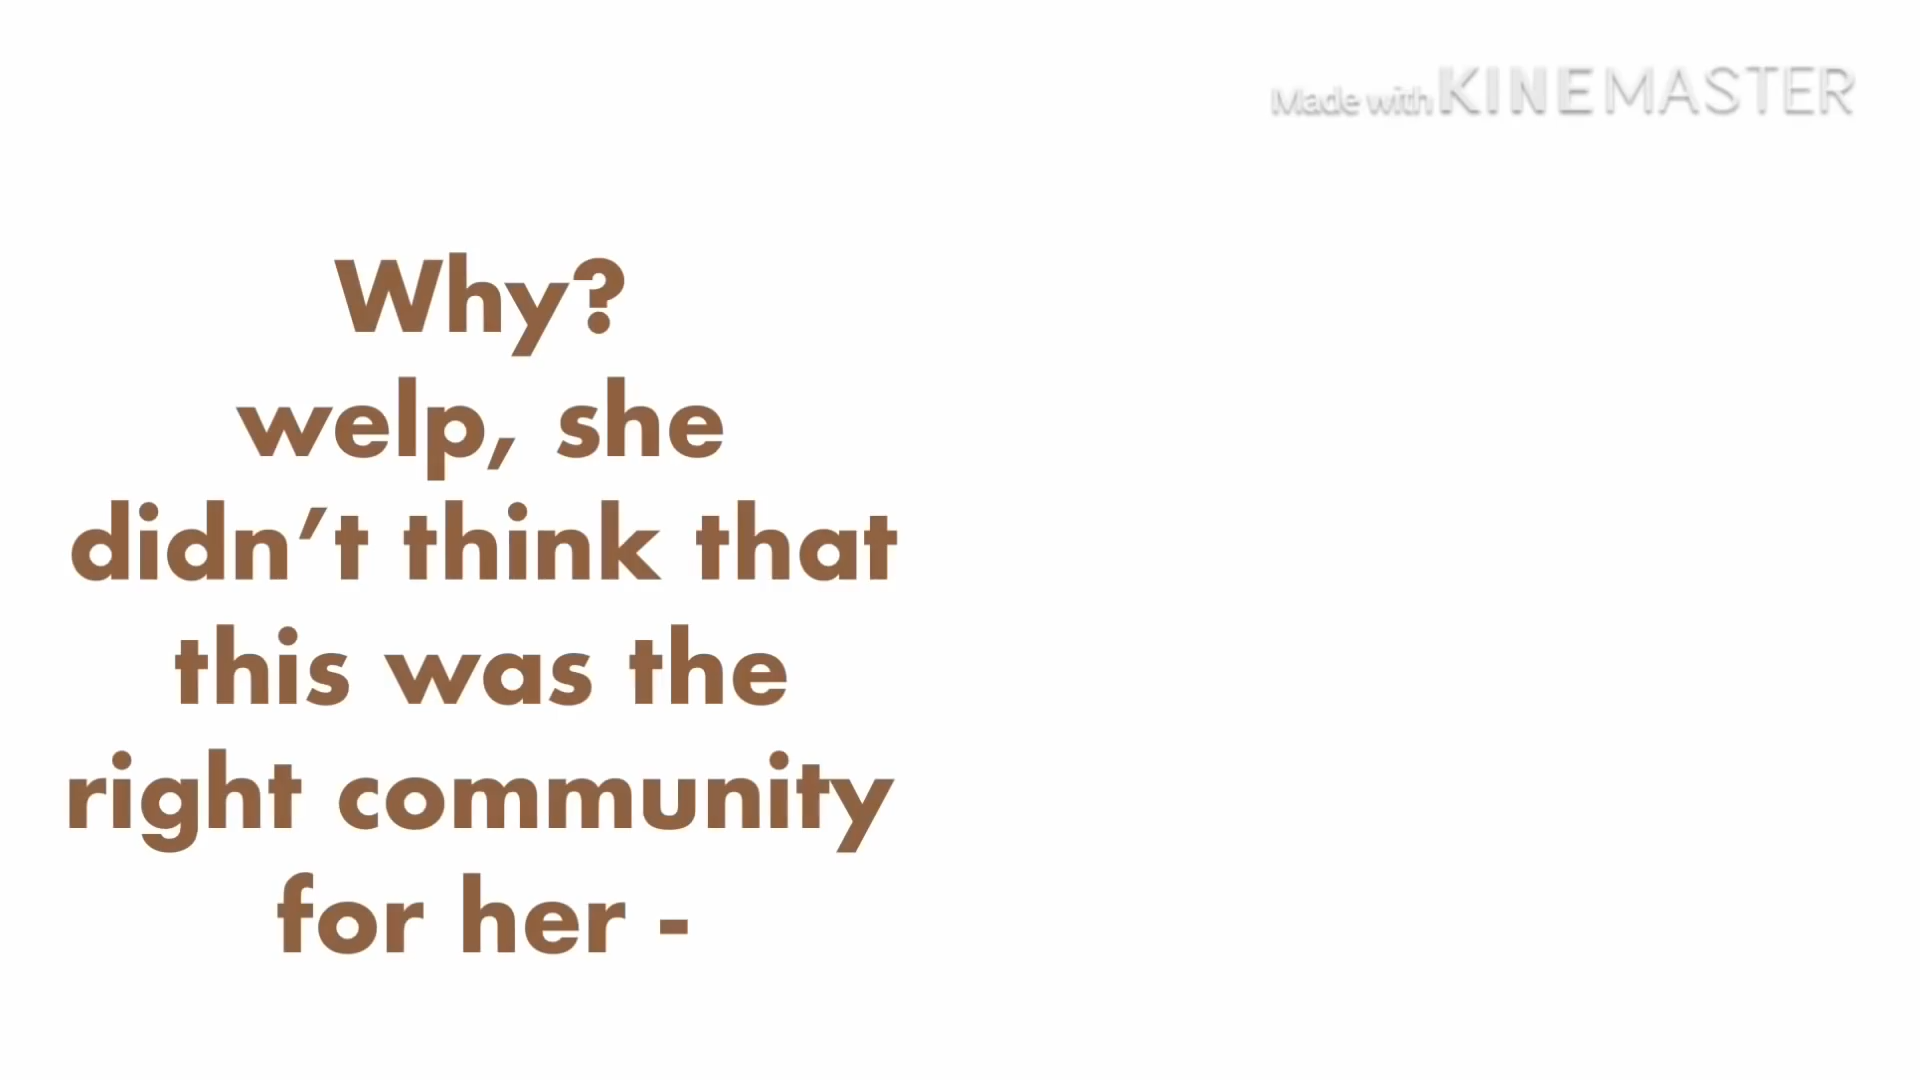 Made with KINEMASTER
Why?
welp, she
didn’t think that
this was the
right community
for her -